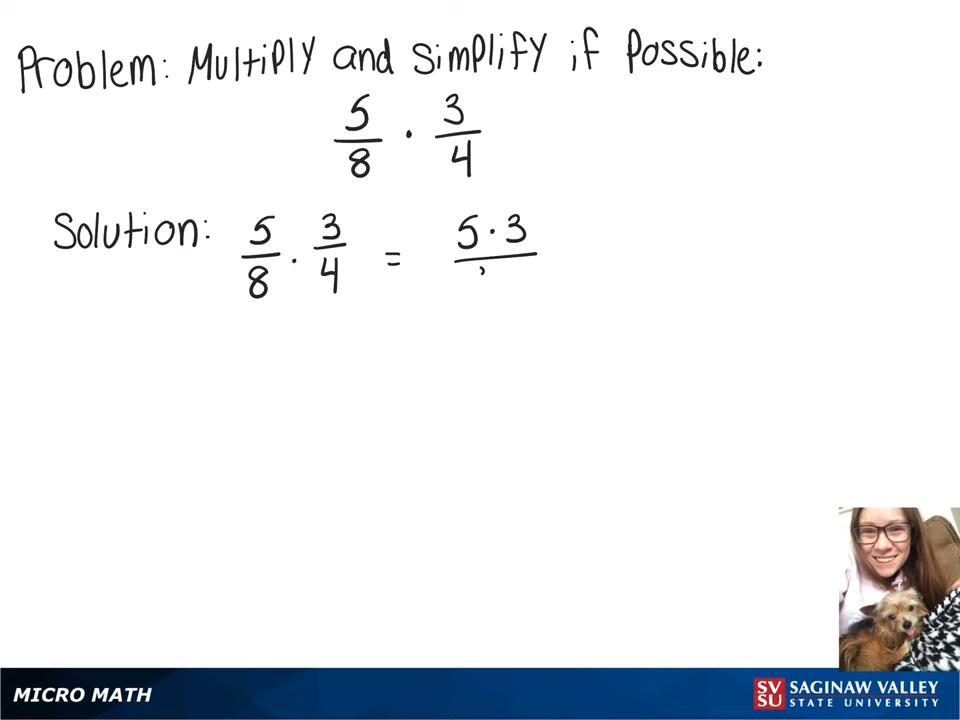 Problem: Multiply and simplify if possible:
5/8 · 3/4
Solution: 5/8 · 3/4 = 5 · 3
MICRO MATH
SVSU SAGINAW VALLEY
STATE UNIVERSITY